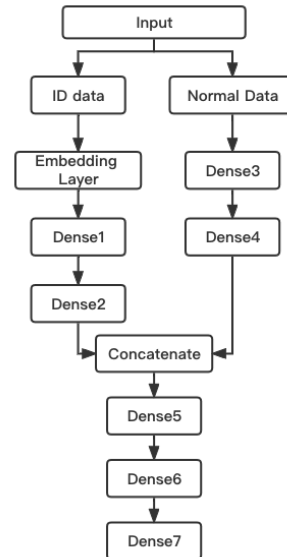 Input
ID data
Normal Data
Embedding
Layer
Dense3
Dense1
Dense4
Dense2
Concatenate
Dense5
Dense6
Dense7